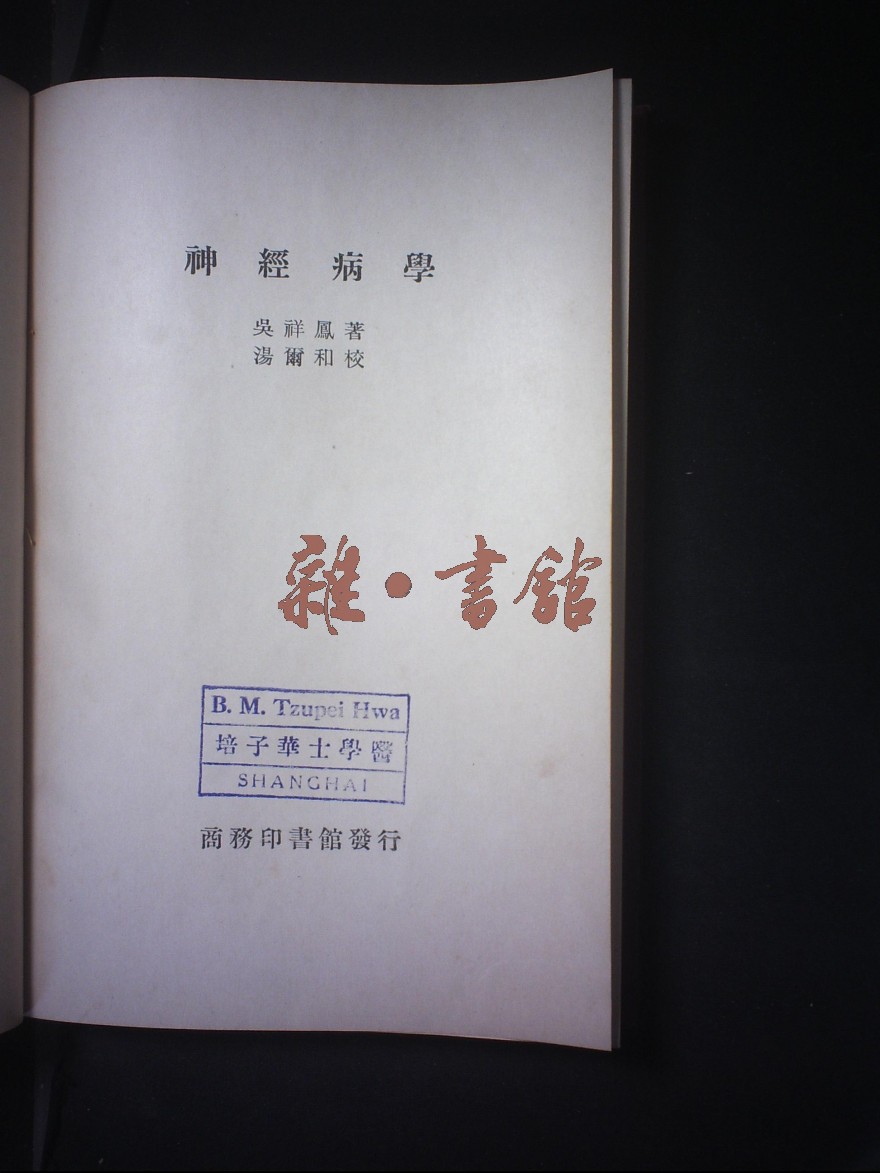 神經病學
吳祥鳳著
湯爾和校
雜·書館
B. M. Tzupei Hwa
培子華士學醫
SHANGHAI
商務印書館發行